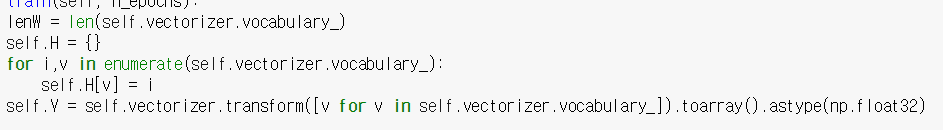 train(self, n_epochs):
lenW = len(self.vectorizer.vocabulary_)
self.H = {}
for i,v in enumerate(self.vectorizer.vocabulary_):
    self.H[v] = i
self.V = self.vectorizer.transform([v for v in self.vectorizer.vocabulary_]).toarray().astype(np.float32)